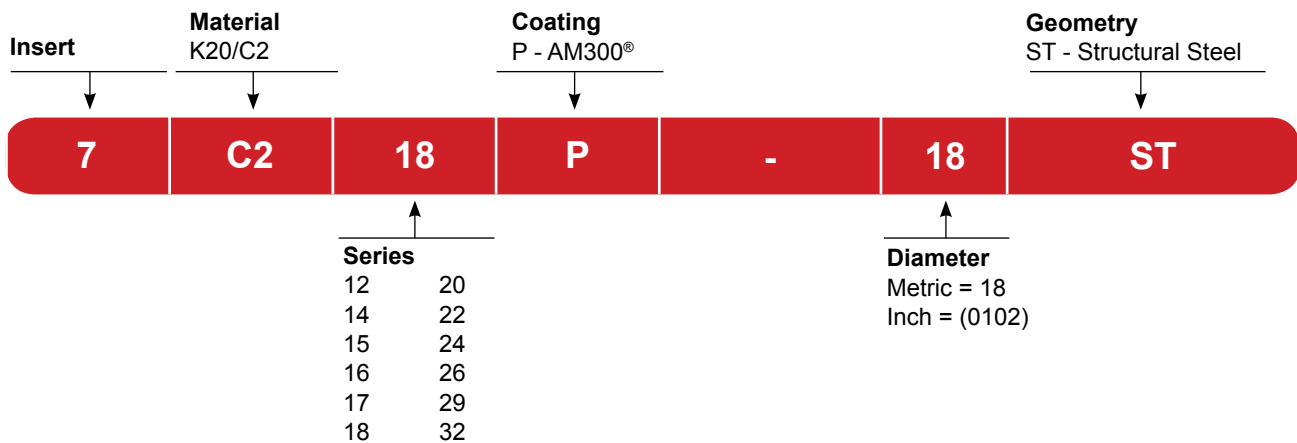 Insert
Material
K20/C2
Coating
P - AM300®
Geometry
ST - Structural Steel
7 C2 18 P - 18 ST
Series
12 20
14 22
15 24
16 26
17 29
18 32
Diameter
Metric = 18
Inch = (0102)